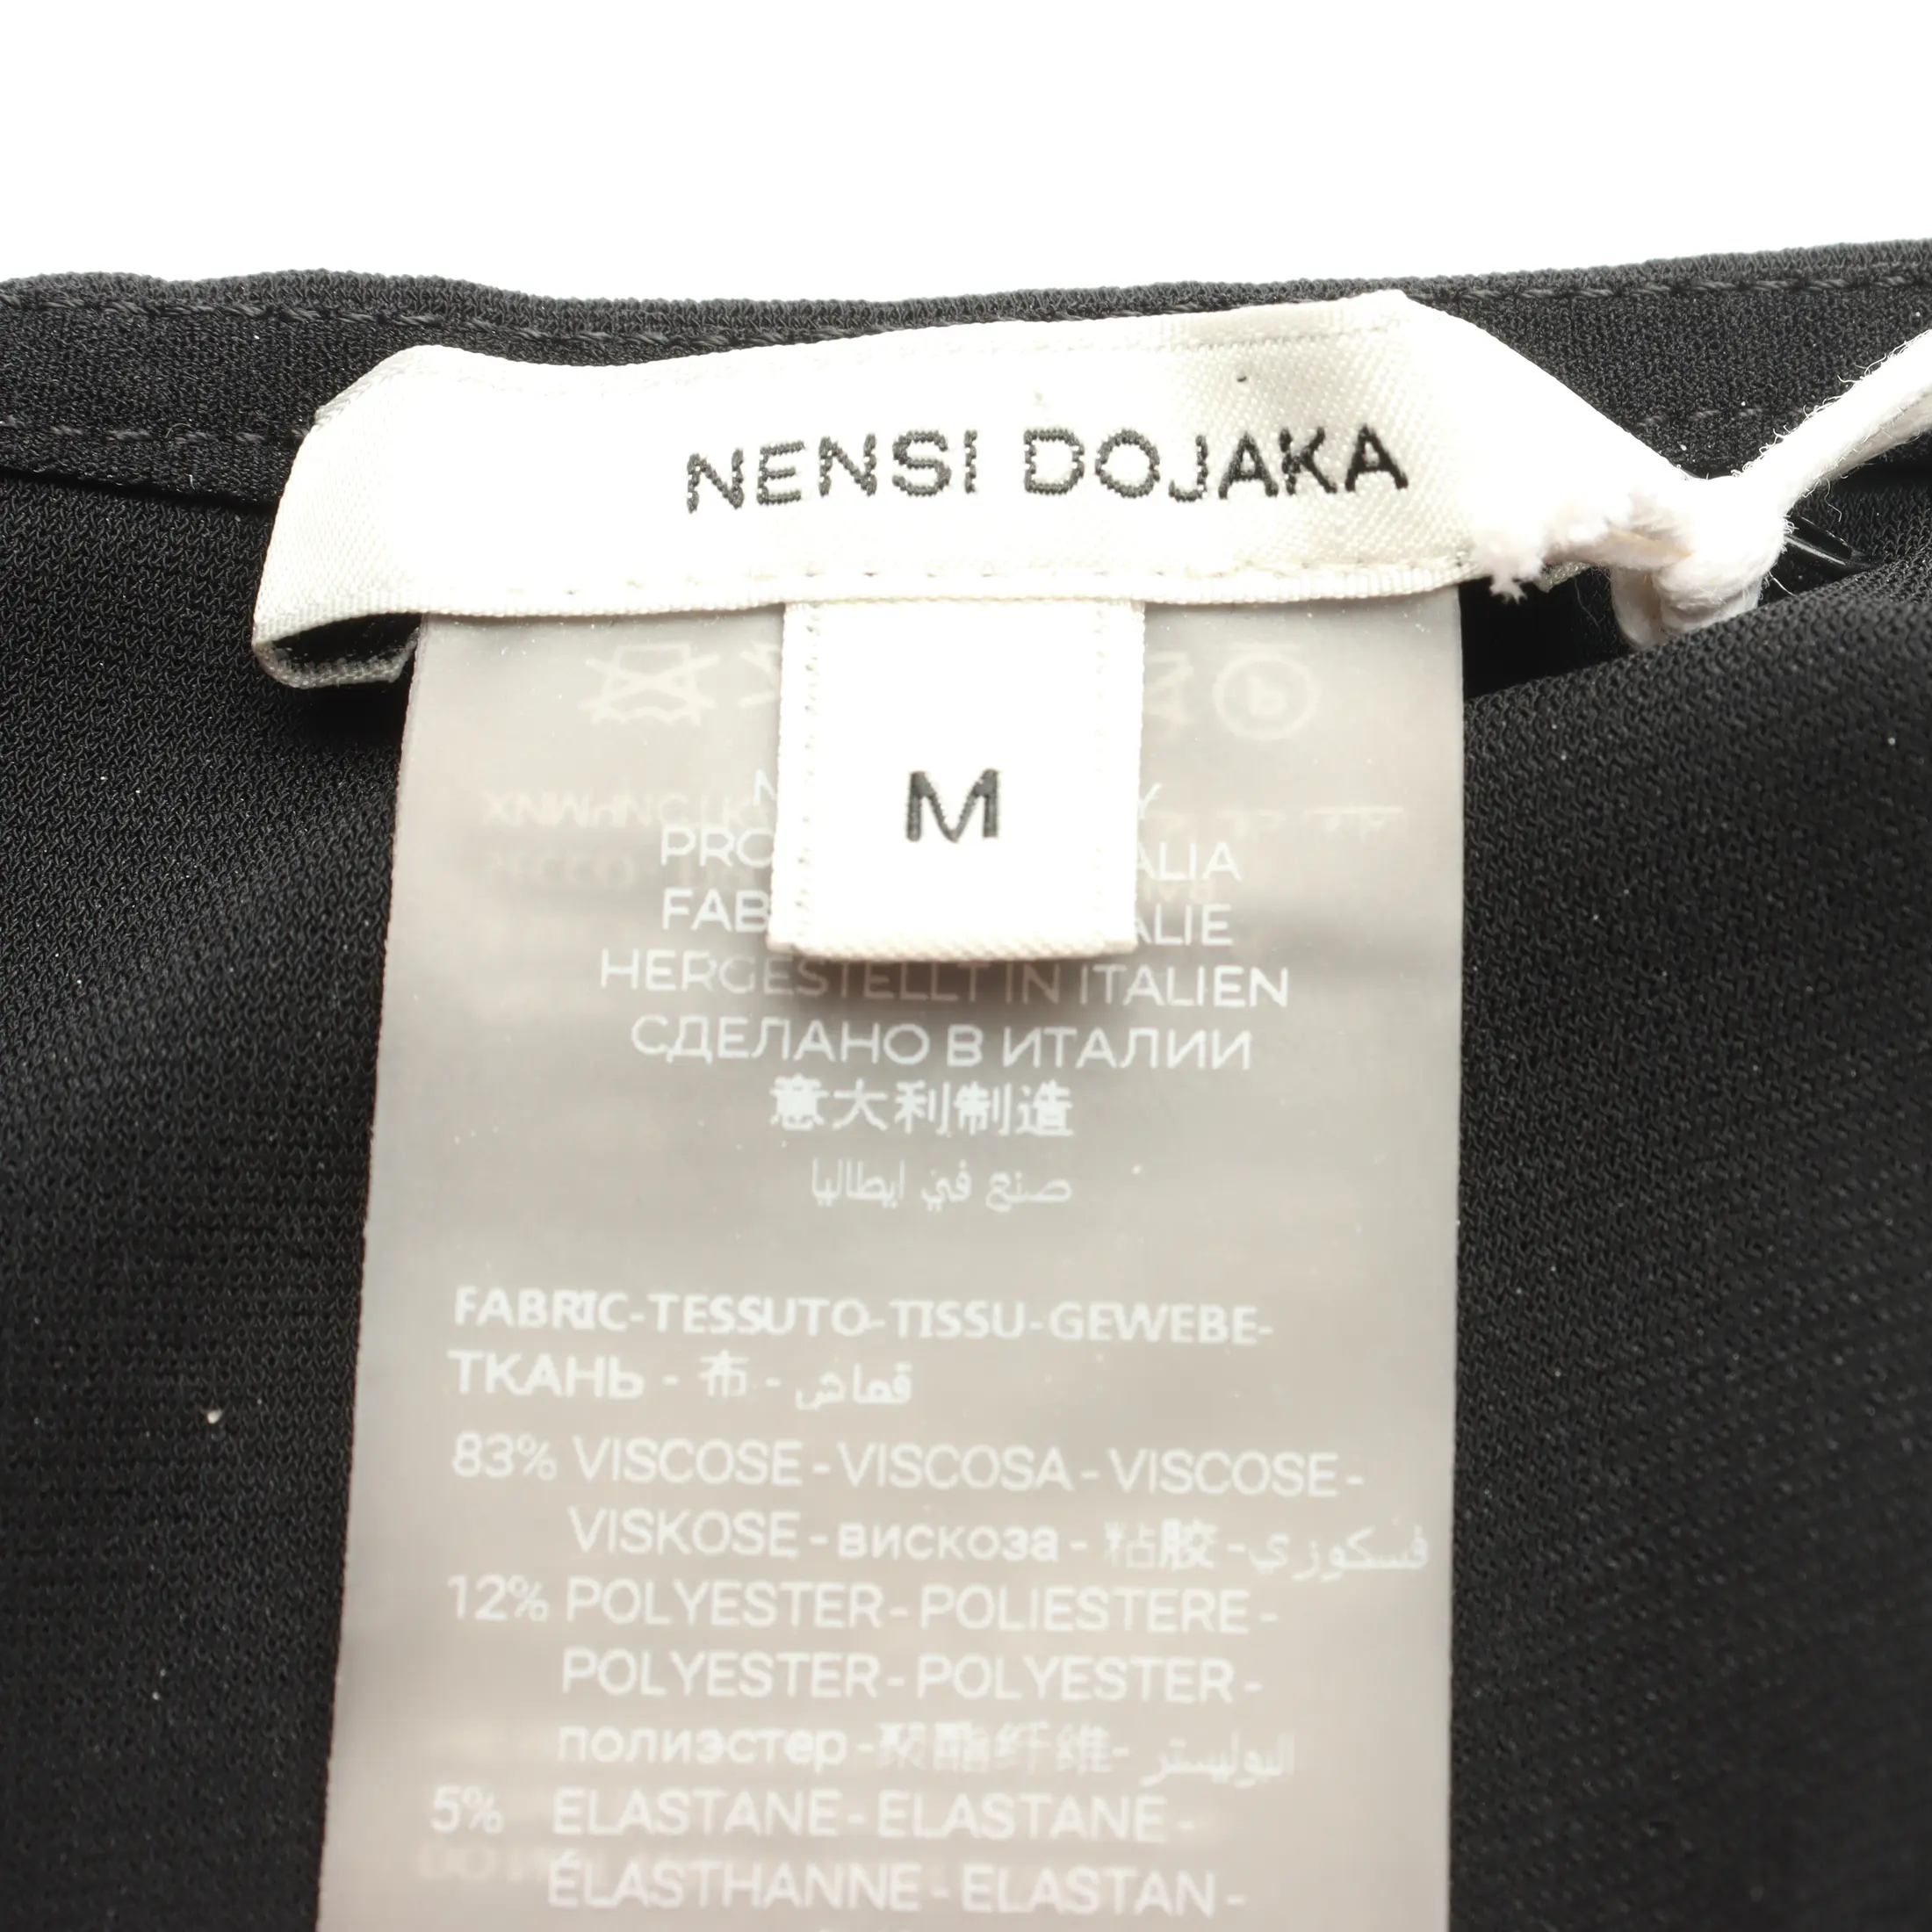 NENSI DOJAKA
M
HERGESTELLT IN ITALIEN
СДЕЛАНО В ИТАЛИИ
意大利制造
صنع في ايطاليا
FABRIC-TESSUTO-TISSU-GEWEBE-
ТКАНЬ - 布 - قماش
83% VISCOSE - VISCOSA - VISCOSE -
VISKOSE - вискоза - 粘胶 - فسكوزي
12% POLYESTER - POLIESTERE -
POLYESTER - POLYESTER -
полиэстер - 聚酯纤维 - البوليستر
5% ELASTANE - ELASTANE -
ÉLASTHANNE - ELASTAN -